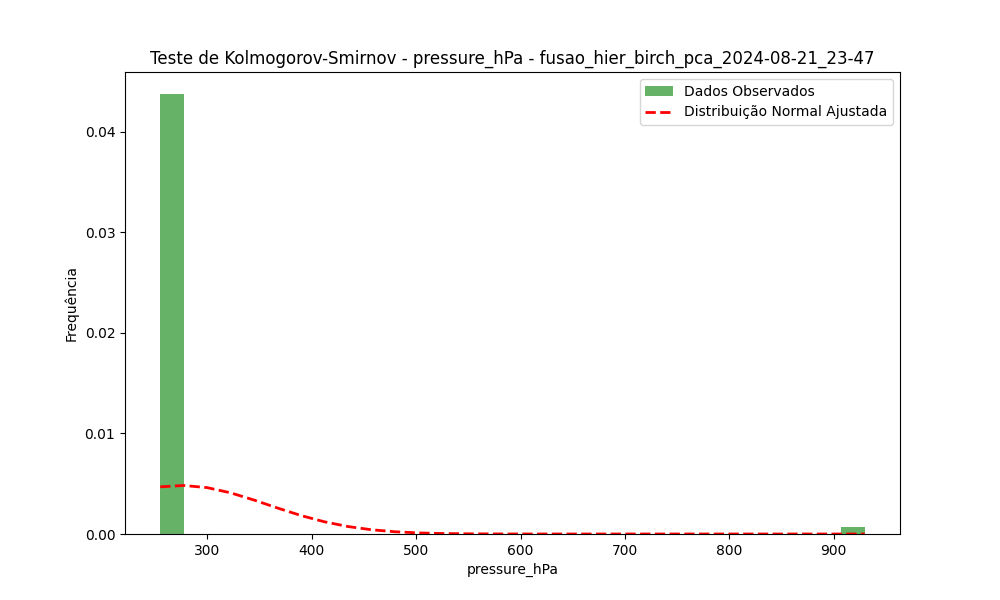 Teste de Kolmogorov-Smirnov - pressure_hPa - fusao_hier_birch_pca_2024-08-21_23-47
Dados Observados
Distribuição Normal Ajustada
Frequência
0.04
0.03
0.02
0.01
0.00
300 400 500 600 700 800 900
pressure_hPa